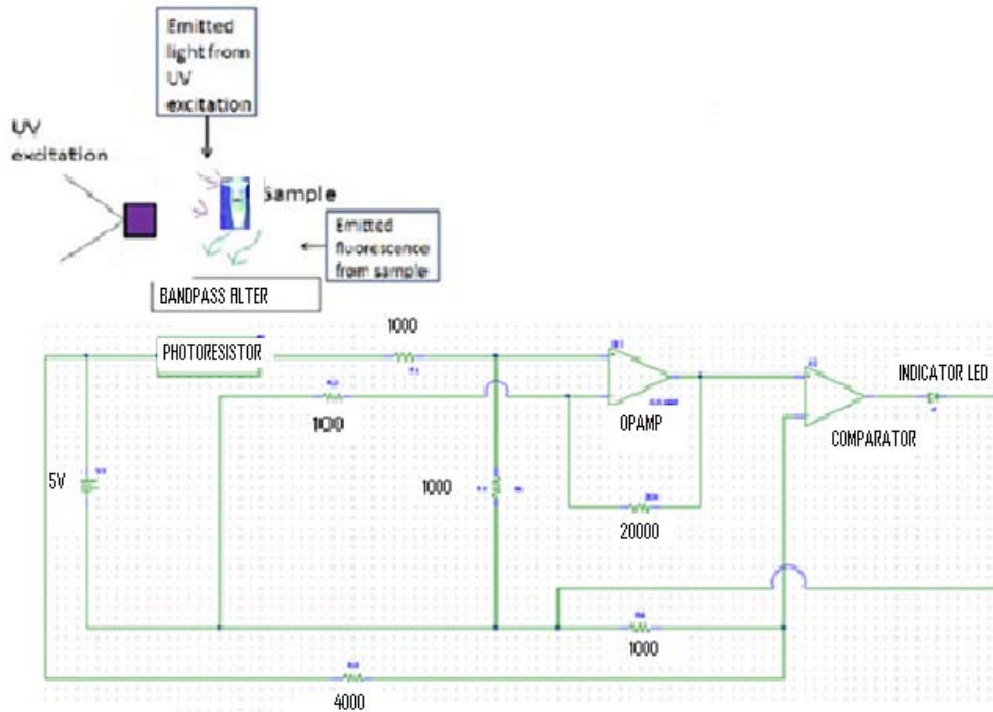 Emitted
light from
UV
excitation
UV
excitation
Sample
Emitted
fluorescence
from sample
BANDPASS FILTER
1000
PHOTORESISTOR
INDICATOR LED
OPAMP
COMPARATOR
5V
1000
20000
1000
4000